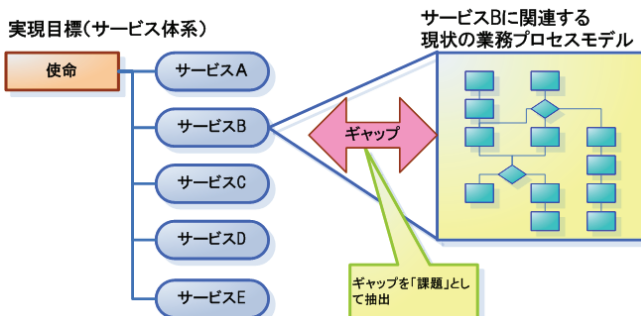 実現目標(サービス体系)
使命
サービスA
サービスB
サービスC
サービスD
サービスE
サービスBに関連する
現状の業務プロセスモデル
ギャップ
ギャップを「課題」とし
て抽出